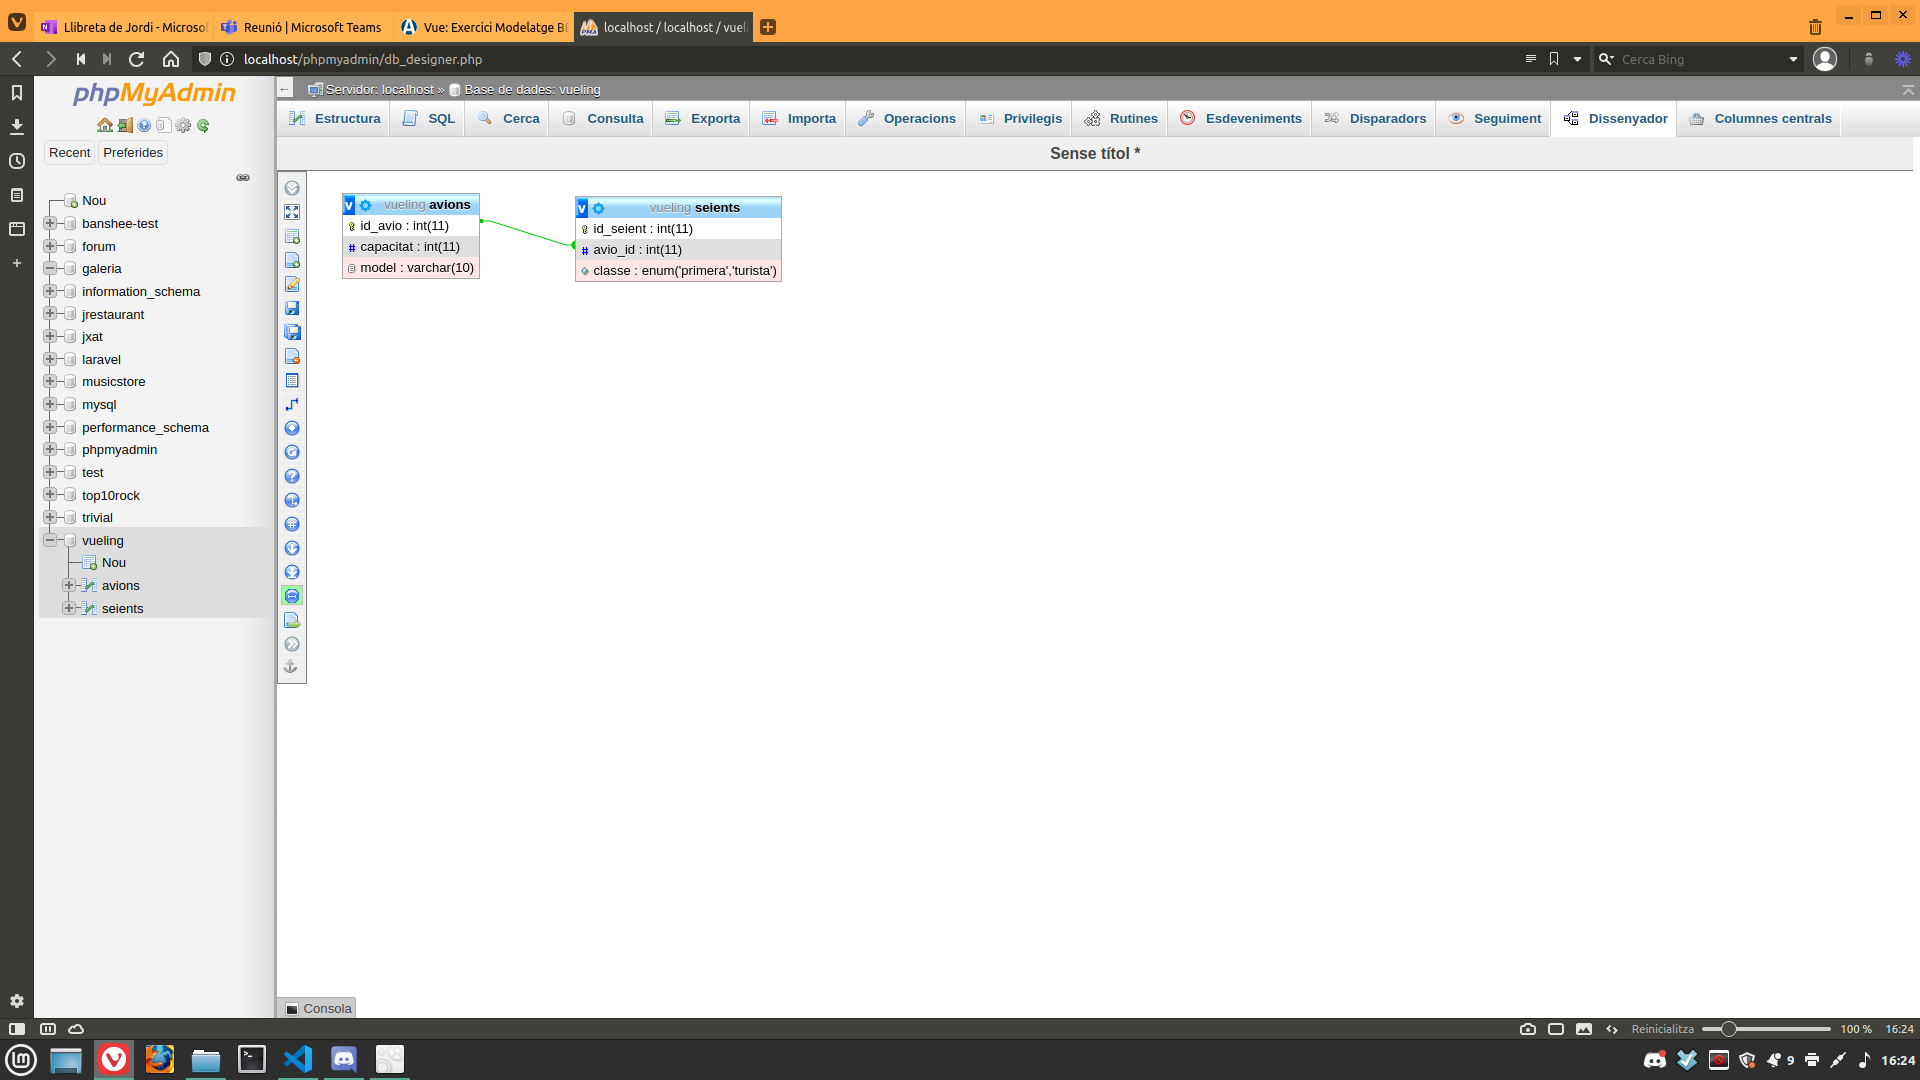 Llibreta de Jordi - Microsof
Reunió | Microsoft Teams
Vue: Exercici Modelatge BE
localhost / localhost / vuel
localhost/phpmyadmin/db_designer.php
Cerca Bing
phpMyAdmin
Recent
Preferides
Nou
banshee-test
forum
galeria
information_schema
jrestaurant
jxat
laravel
musicstore
mysql
performance_schema
phpmyadmin
test
top10rock
trivial
vueling
Nou
avions
seients
Servidor: localhost » Base de dades: vueling
Estructura
SQL
Cerca
Consulta
Exporta
Importa
Operacions
Privilegis
Rutines
Esdeveniments
Disparadors
Seguiment
Dissenyador
Columnes centrals
Sense títol *
v vueling avions
id_avio : int(11)
# capacitat : int(11)
model : varchar(10)
v vueling seients
id_seient : int(11)
# avio_id : int(11)
classe : enum('primera','turista')
Consola
Reinicialitza
100 %
16:24
9
16:24